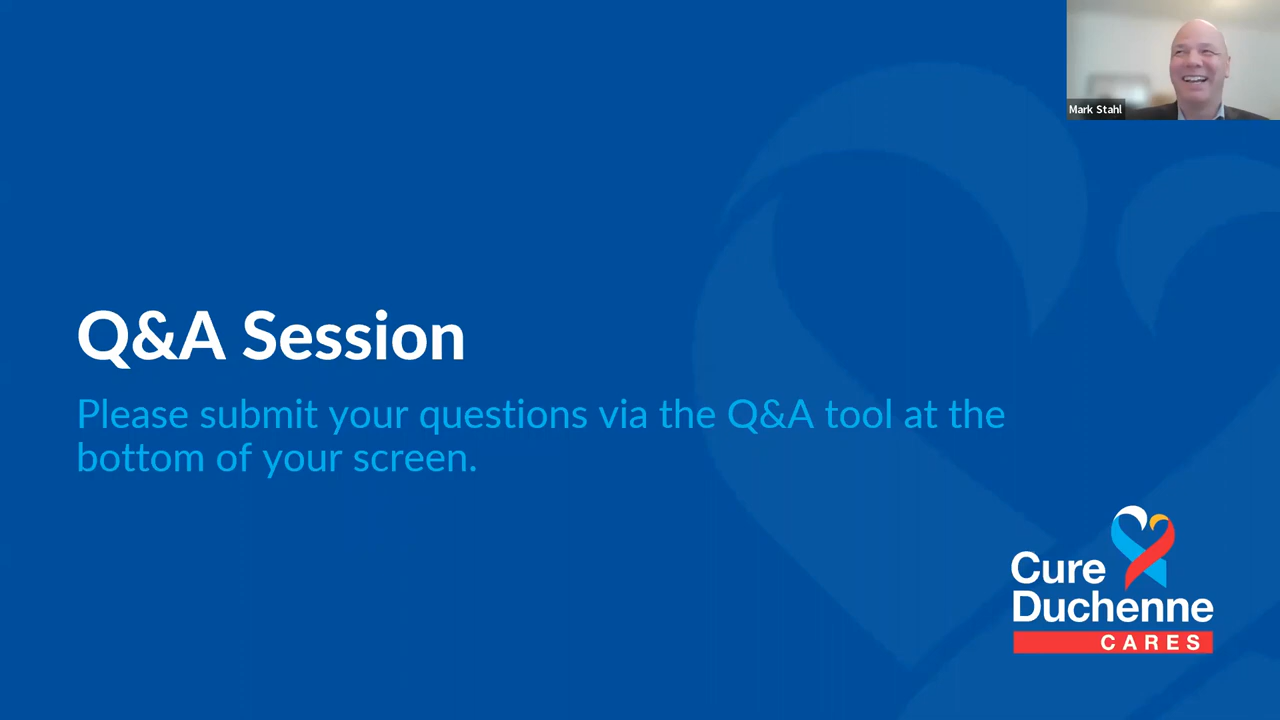 Mark Stahl
Q&A Session
Please submit your questions via the Q&A tool at the
bottom of your screen.
Cure
Duchenne
CARES